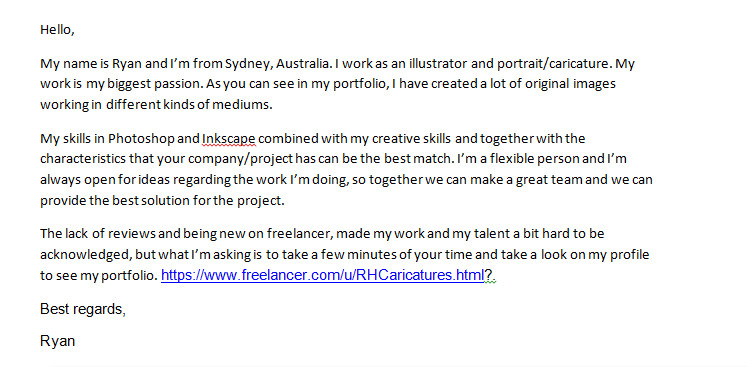 Hello,
My name is Ryan and I'm from Sydney, Australia. I work as an illustrator and portrait/caricature. My
work is my biggest passion. As you can see in my portfolio, I have created a lot of original images
working in different kinds of mediums.
My skills in Photoshop and Inkscape combined with my creative skills and together with the
characteristics that your company/project has can be the best match. I'm a flexible person and I'm
always open for ideas regarding the work I'm doing, so together we can make a great team and we can
provide the best solution for the project.
The lack of reviews and being new on freelancer, made my work and my talent a bit hard to be
acknowledged, but what I'm asking is to take a few minutes of your time and take a look on my profile
to see my portfolio. https://www.freelancer.com/u/RHCaricatures.html?.
Best regards,
Ryan